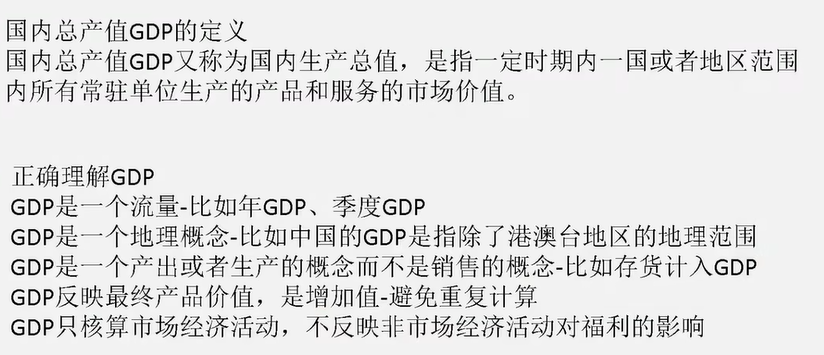 国内总产值GDP的定义
国内总产值GDP又称为国内生产总值，是指一定时期内一国或者地区范围
内所有常驻单位生产的产品和服务的市场价值。
正确理解GDP
GDP是一个流量-比如年GDP、季度GDP
GDP是一个地理概念-比如中国的GDP是指除了港澳台地区的地理范围
GDP是一个产出或者生产的概念而不是销售的概念-比如存货计入GDP
GDP反映最终产品价值，是增加值-避免重复计算
GDP只核算市场经济活动，不反映非市场经济活动对福利的影响